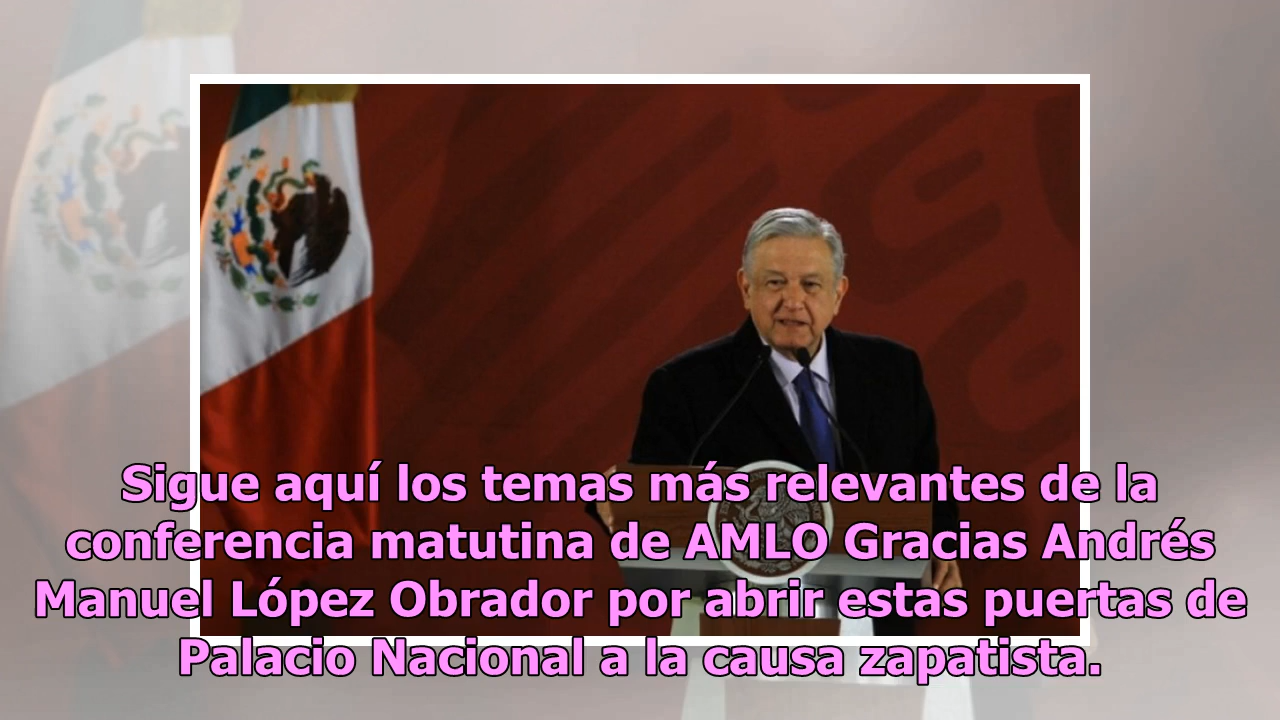 Sigue aquí los temas más relevantes de la
conferencia matutina de AMLO Gracias Andrés
Manuel López Obrador por abrir estas puertas de
Palacio Nacional a la causa zapatista.